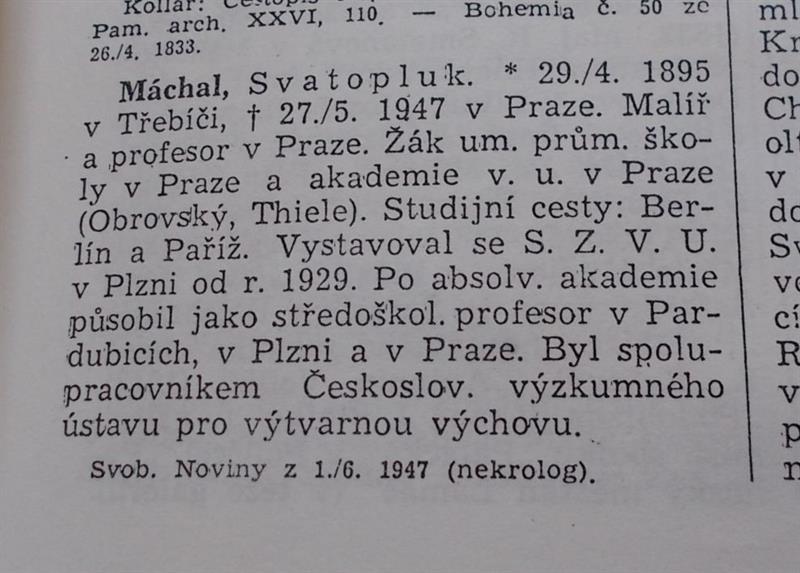 Kollár: Cestopis
Pam. arch. XXVI, 110. — Bohemia č. 50 ze
26./4. 1833.
Máchal, Svatopluk. * 29./4. 1895
v Třebíči, † 27./5. 1947 v Praze. Malíř
a profesor v Praze. Žák um. prům. ško-
ly v Praze a akademie v. u. v Praze
(Obrovský, Thiele). Studijní cesty: Ber-
lín a Paříž. Vystavoval se S. Z. V. U.
v Plzni od r. 1929. Po absolv. akademie
působil jako středoškol. profesor v Par-
dubicích, v Plzni a v Praze. Byl spolu-
pracovníkem Českoslov. výzkumného
ústavu pro výtvarnou výchovu.
Svob. Noviny z 1./6. 1947 (nekrolog).